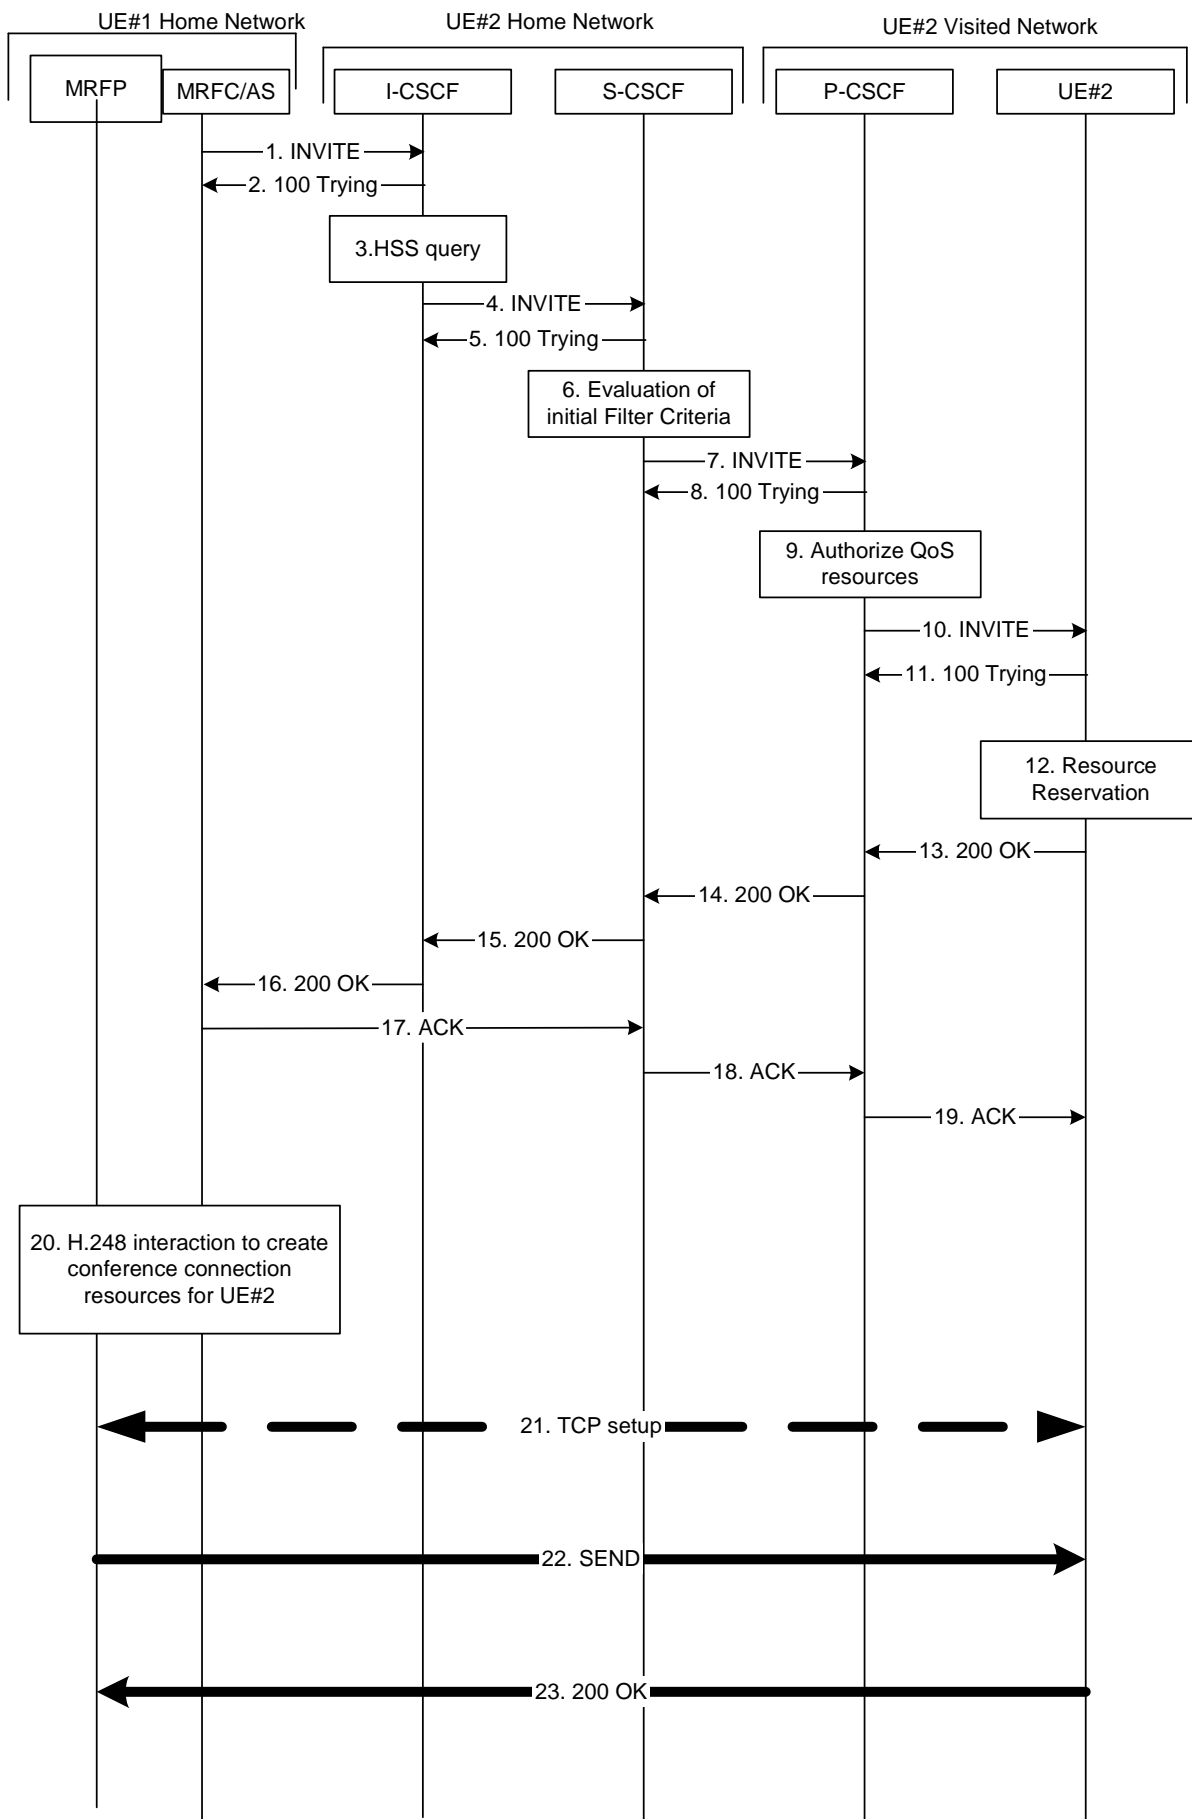 UE#1 Home Network
UE#2 Home Network
UE#2 Visited Network
MRFP
MRFC/AS
I-CSCF
S-CSCF
P-CSCF
UE#2
1. INVITE
2. 100 Trying
3.HSS query
4. INVITE
5. 100 Trying
6. Evaluation of
initial Filter Criteria
7. INVITE
8. 100 Trying
9. Authorize QoS
resources
10. INVITE
11. 100 Trying
12. Resource
Reservation
13. 200 OK
14. 200 OK
15. 200 OK
16. 200 OK
17. ACK
18. ACK
19. ACK
20. H.248 interaction to create
conference connection
resources for UE#2
21. TCP setup
22. SEND
23. 200 OK